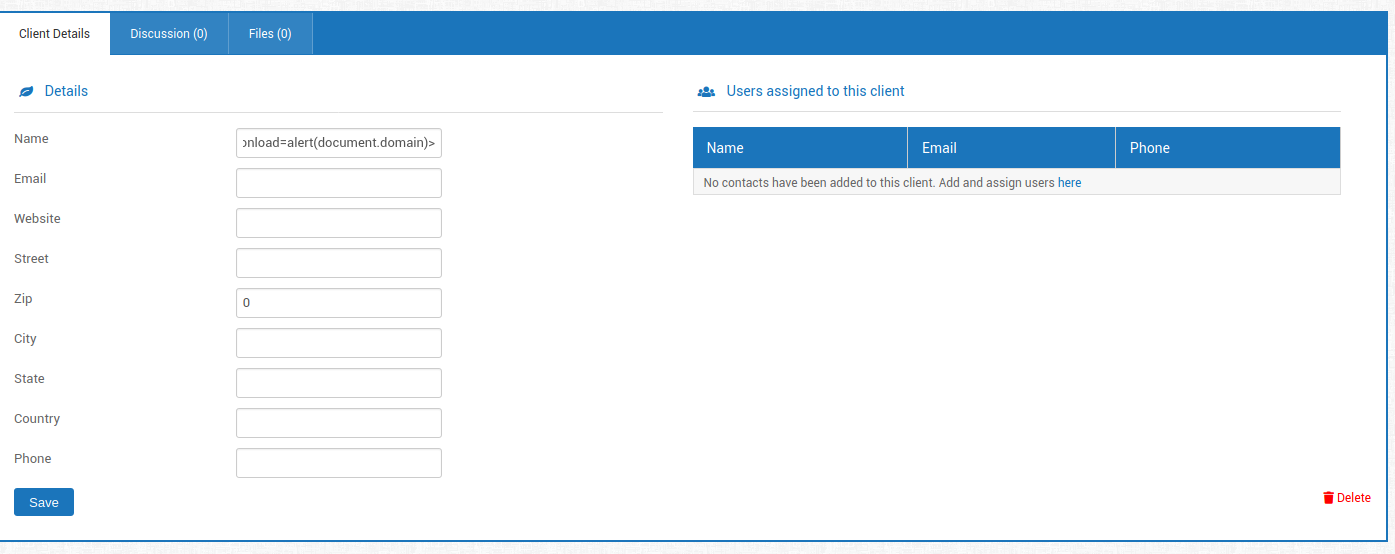 Client Details
Discussion (0)
Files (0)
Details
Name
onload=alert(document.domain)>
Email
Website
Street
Zip
0
City
State
Country
Phone
Save
Users assigned to this client
Name Email Phone
No contacts have been added to this client. Add and assign users here
Delete